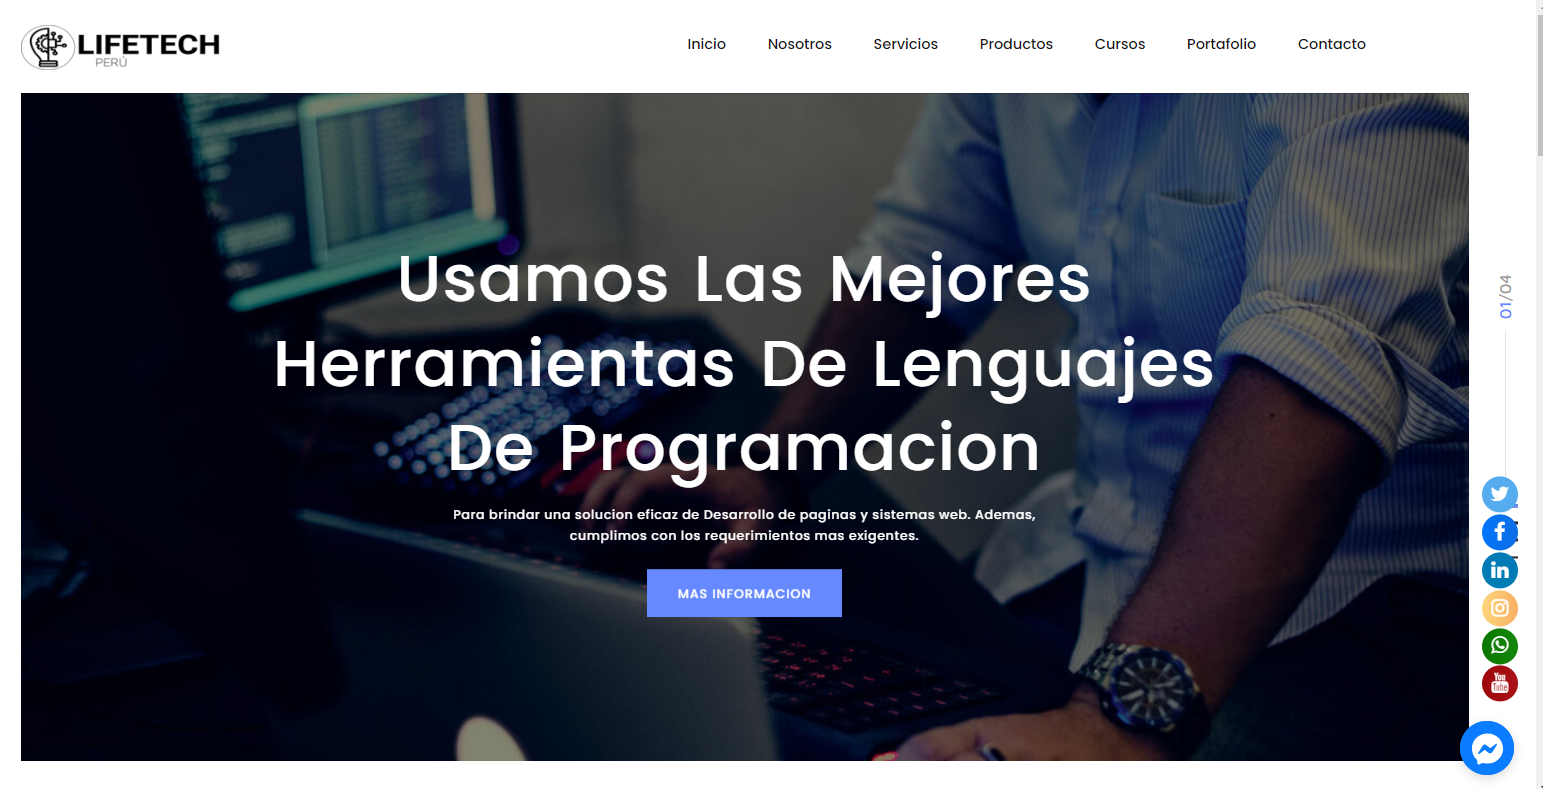 LIFETECH
PERÚ
Inicio Nosotros Servicios Productos Cursos Portafolio Contacto
Usamos Las Mejores
Herramientas De Lenguajes
De Programacion
Para brindar una solucion eficaz de Desarrollo de paginas y sistemas web. Ademas,
cumplimos con los requerimientos mas exigentes.
MAS INFORMACION
01/04
You
Tube